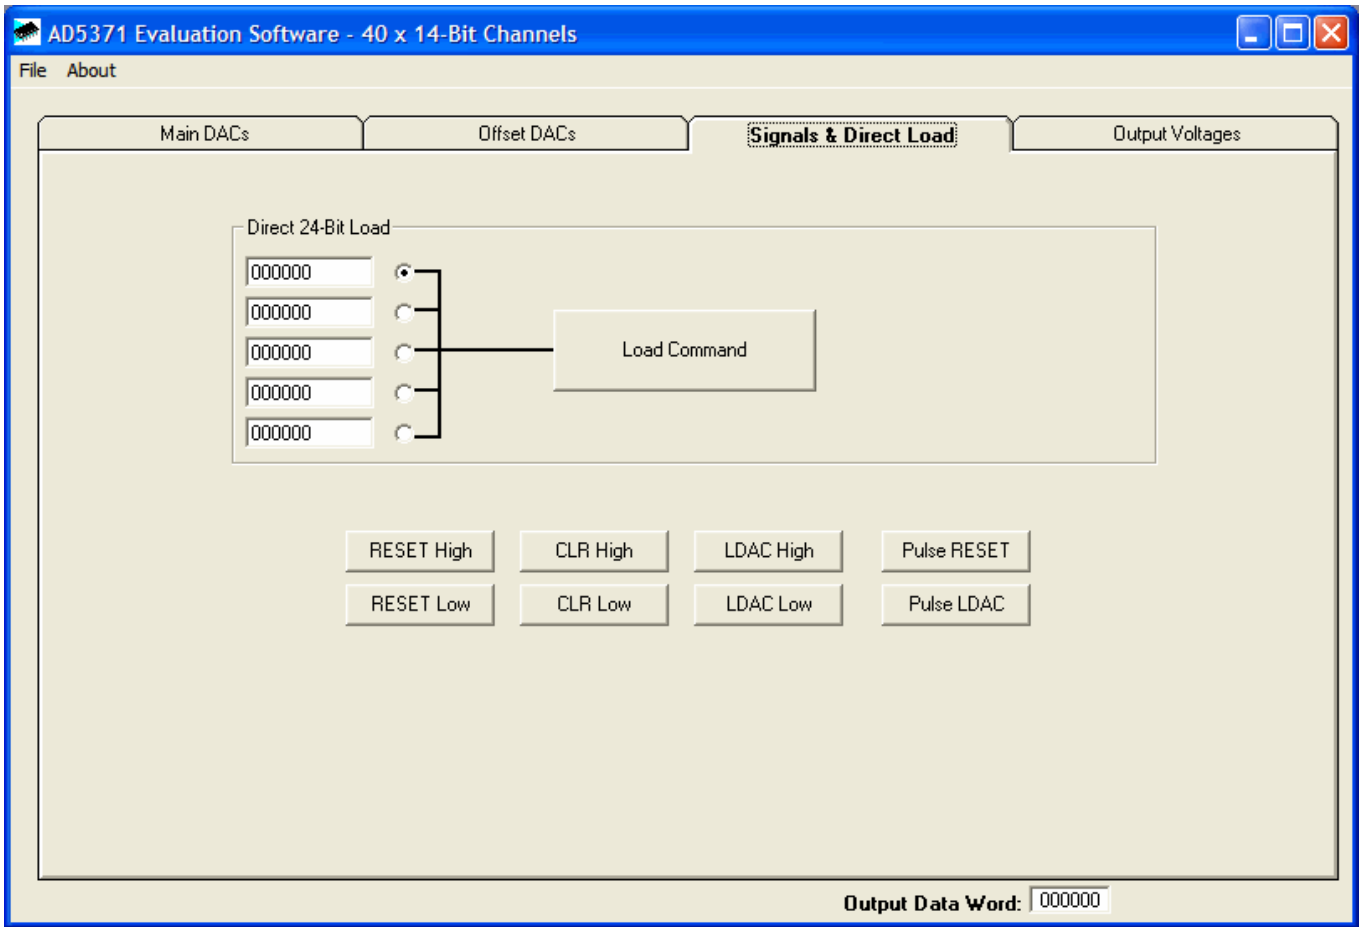 AD5371 Evaluation Software - 40 x 14-Bit Channels
File About
Main DACs Offset DACs Signals & Direct Load Output Voltages
Direct 24-Bit Load
000000
000000
000000 Load Command
000000
000000
RESET High CLR High LDAC High Pulse RESET
RESET Low CLR Low LDAC Low Pulse LDAC
Output Data Word: 000000